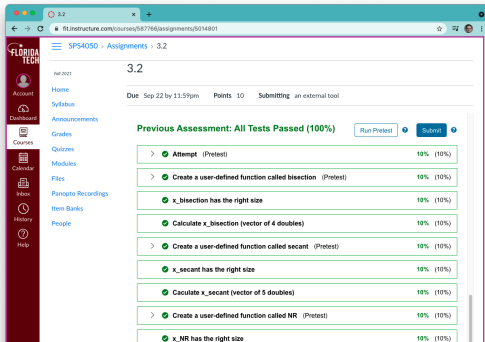 3.2
fit.instructure.com/courses/587766/assignments/5014801
FLORIDA
TECH
SPS4050 › Assignments › 3.2
Fall 2021
3.2
Account
Dashboard
Courses
Calendar
Inbox
History
Help
Home
Syllabus
Announcements
Grades
Quizzes
Modules
Files
Panopto Recordings
Item Banks
People
Due Sep 22 by 11:59pm Points 10 Submitting an external tool
Previous Assessment: All Tests Passed (100%) Run Pretest Submit
Attempt (Pretest) 10% (10%)
Create a user-defined function called bisection (Pretest) 10% (10%)
x_bisection has the right size
Calculate x_bisection (vector of 4 doubles) 10% (10%)
Create a user-defined function called secant (Pretest) 10% (10%)
x_secant has the right size
Caculate x_secant (vector of 5 doubles) 10% (10%)
Create a user-defined function called NR (Pretest) 10% (10%)
x_NR has the right size 10% (10%)